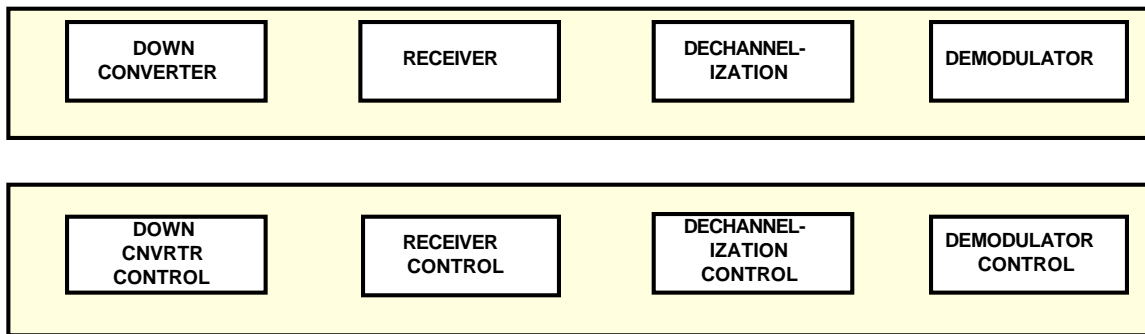 DOWN
CONVERTER
RECEIVER
DECHANNEL-
IZATION
DEMODULATOR
DOWN
CNVRTR
CONTROL
RECEIVER
CONTROL
DECHANNEL-
IZATION
CONTROL
DEMODULATOR
CONTROL